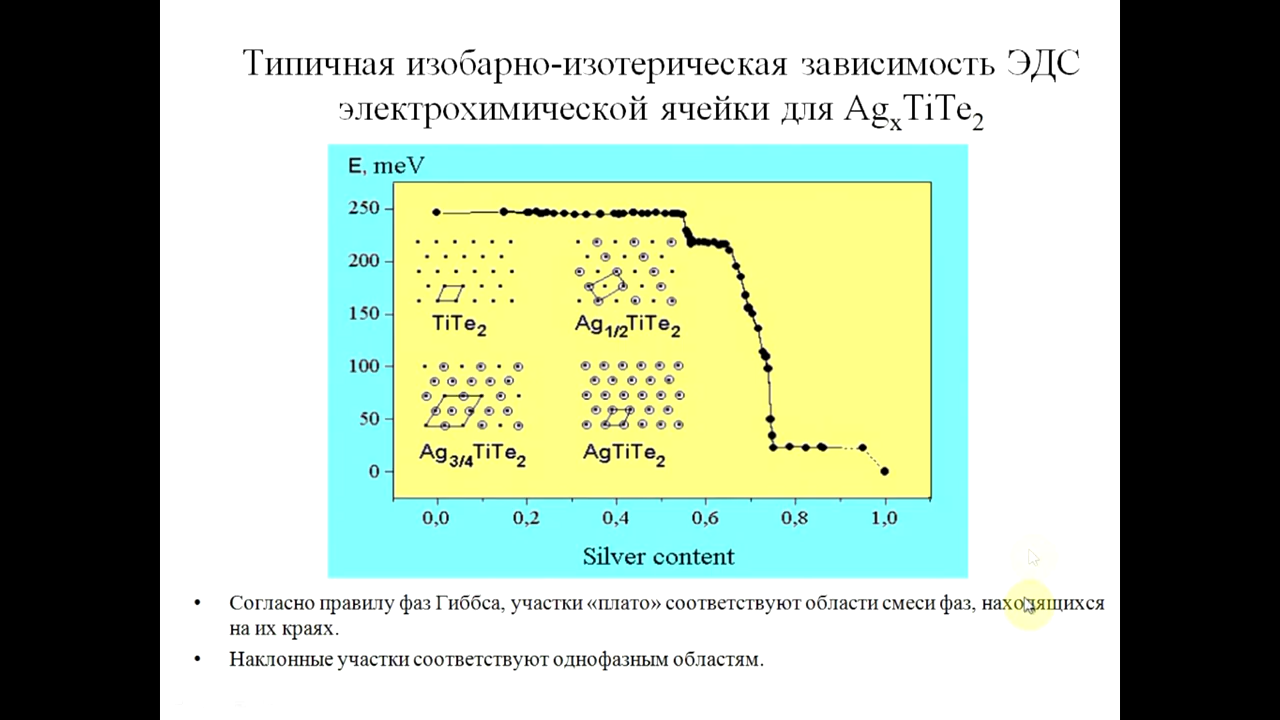 Типичная изобарно-изотерическая зависимость ЭДС
электрохимической ячейки для AgₓTiTe₂
E, meV
250
200
150
100
50
0
TiTe₂
Ag₁/₂TiTe₂
Ag₃/₄TiTe₂
AgTiTe₂
0,0 0,2 0,4 0,6 0,8 1,0
Silver content
• Согласно правилу фаз Гиббса, участки «плато» соответствуют области смеси фаз, находящихся
на их краях.
• Наклонные участки соответствуют однофазным областям.